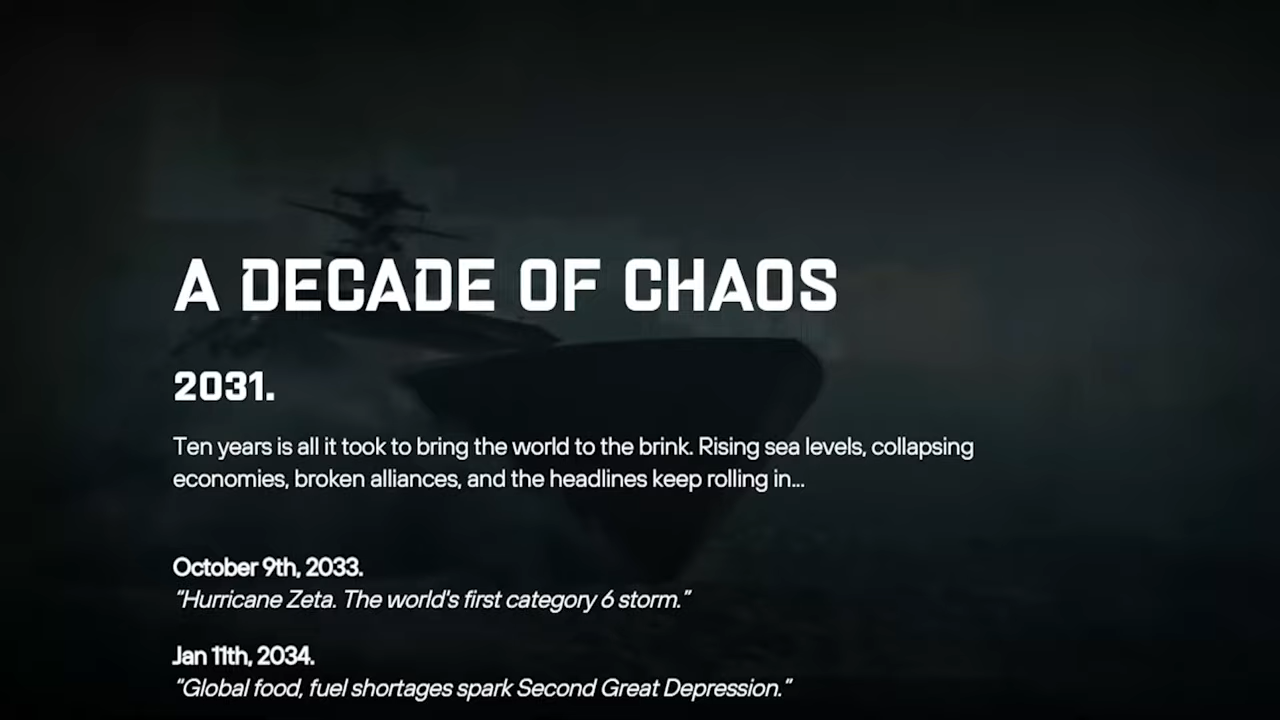 A DECADE OF CHAOS
2031.
Ten years is all it took to bring the world to the brink. Rising sea levels, collapsing
economies, broken alliances, and the headlines keep rolling in...
October 9th, 2033.
"Hurricane Zeta. The world's first category 6 storm."
Jan 11th, 2034.
"Global food, fuel shortages spark Second Great Depression."